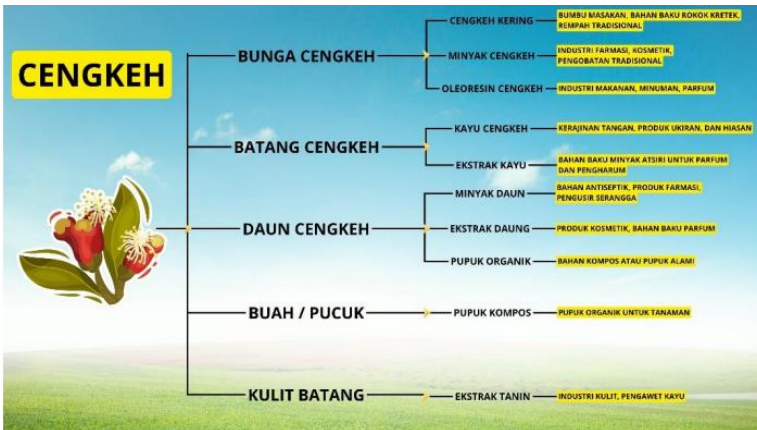 CENGKEH
BUNGA CENGKEH
CENGKEH KERING
BUMBU MASAKAN, BAHAN BAKU ROKOK KRETEK,
REMPAH TRADISIONAL
MINYAK CENGKEH
INDUSTRI FARMASI, KOSMETIK,
PENGOBATAN TRADISIONAL
OLEORESIN CENGKEH
INDUSTRI MAKANAN, MINUMAN, PARFUM
BATANG CENGKEH
KAYU CENGKEH
KERAJINAN TANGAN, PRODUK UKIRAN, DAN HIASAN
EKSTRAK KAYU
BAHAN BAKU MINYAK ATSIRI UNTUK PARFUM
DAN PENGHARUM
DAUN CENGKEH
MINYAK DAUN
BAHAN ANTISEPTIK, PRODUK FARMASI,
PENGUSIR SERANGGA
EKSTRAK DAUNG
PRODUK KOSMETIK, BAHAN BAKU PARFUM
PUPUK ORGANIK
BAHAN KOMPOS ATAU PUPUK ALAMI
BUAH / PUCUK
PUPUK KOMPOS
PUPUK ORGANIK UNTUK TANAMAN
KULIT BATANG
EKSTRAK TANIN
INDUSTRI KULIT, PENGAWET KAYU